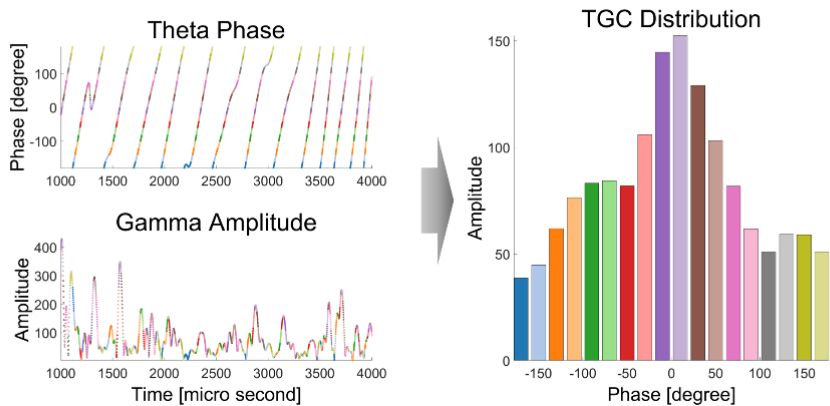 Theta Phase
Phase [degree]
100
0
-100
1000 1500 2000 2500 3000 3500 4000
Gamma Amplitude
Amplitude
400
300
200
100
1000 1500 2000 2500 3000 3500 4000
Time [micro second]
TGC Distribution
Amplitude
150
100
50
0
-150 -100 -50 0 50 100 150
Phase [degree]